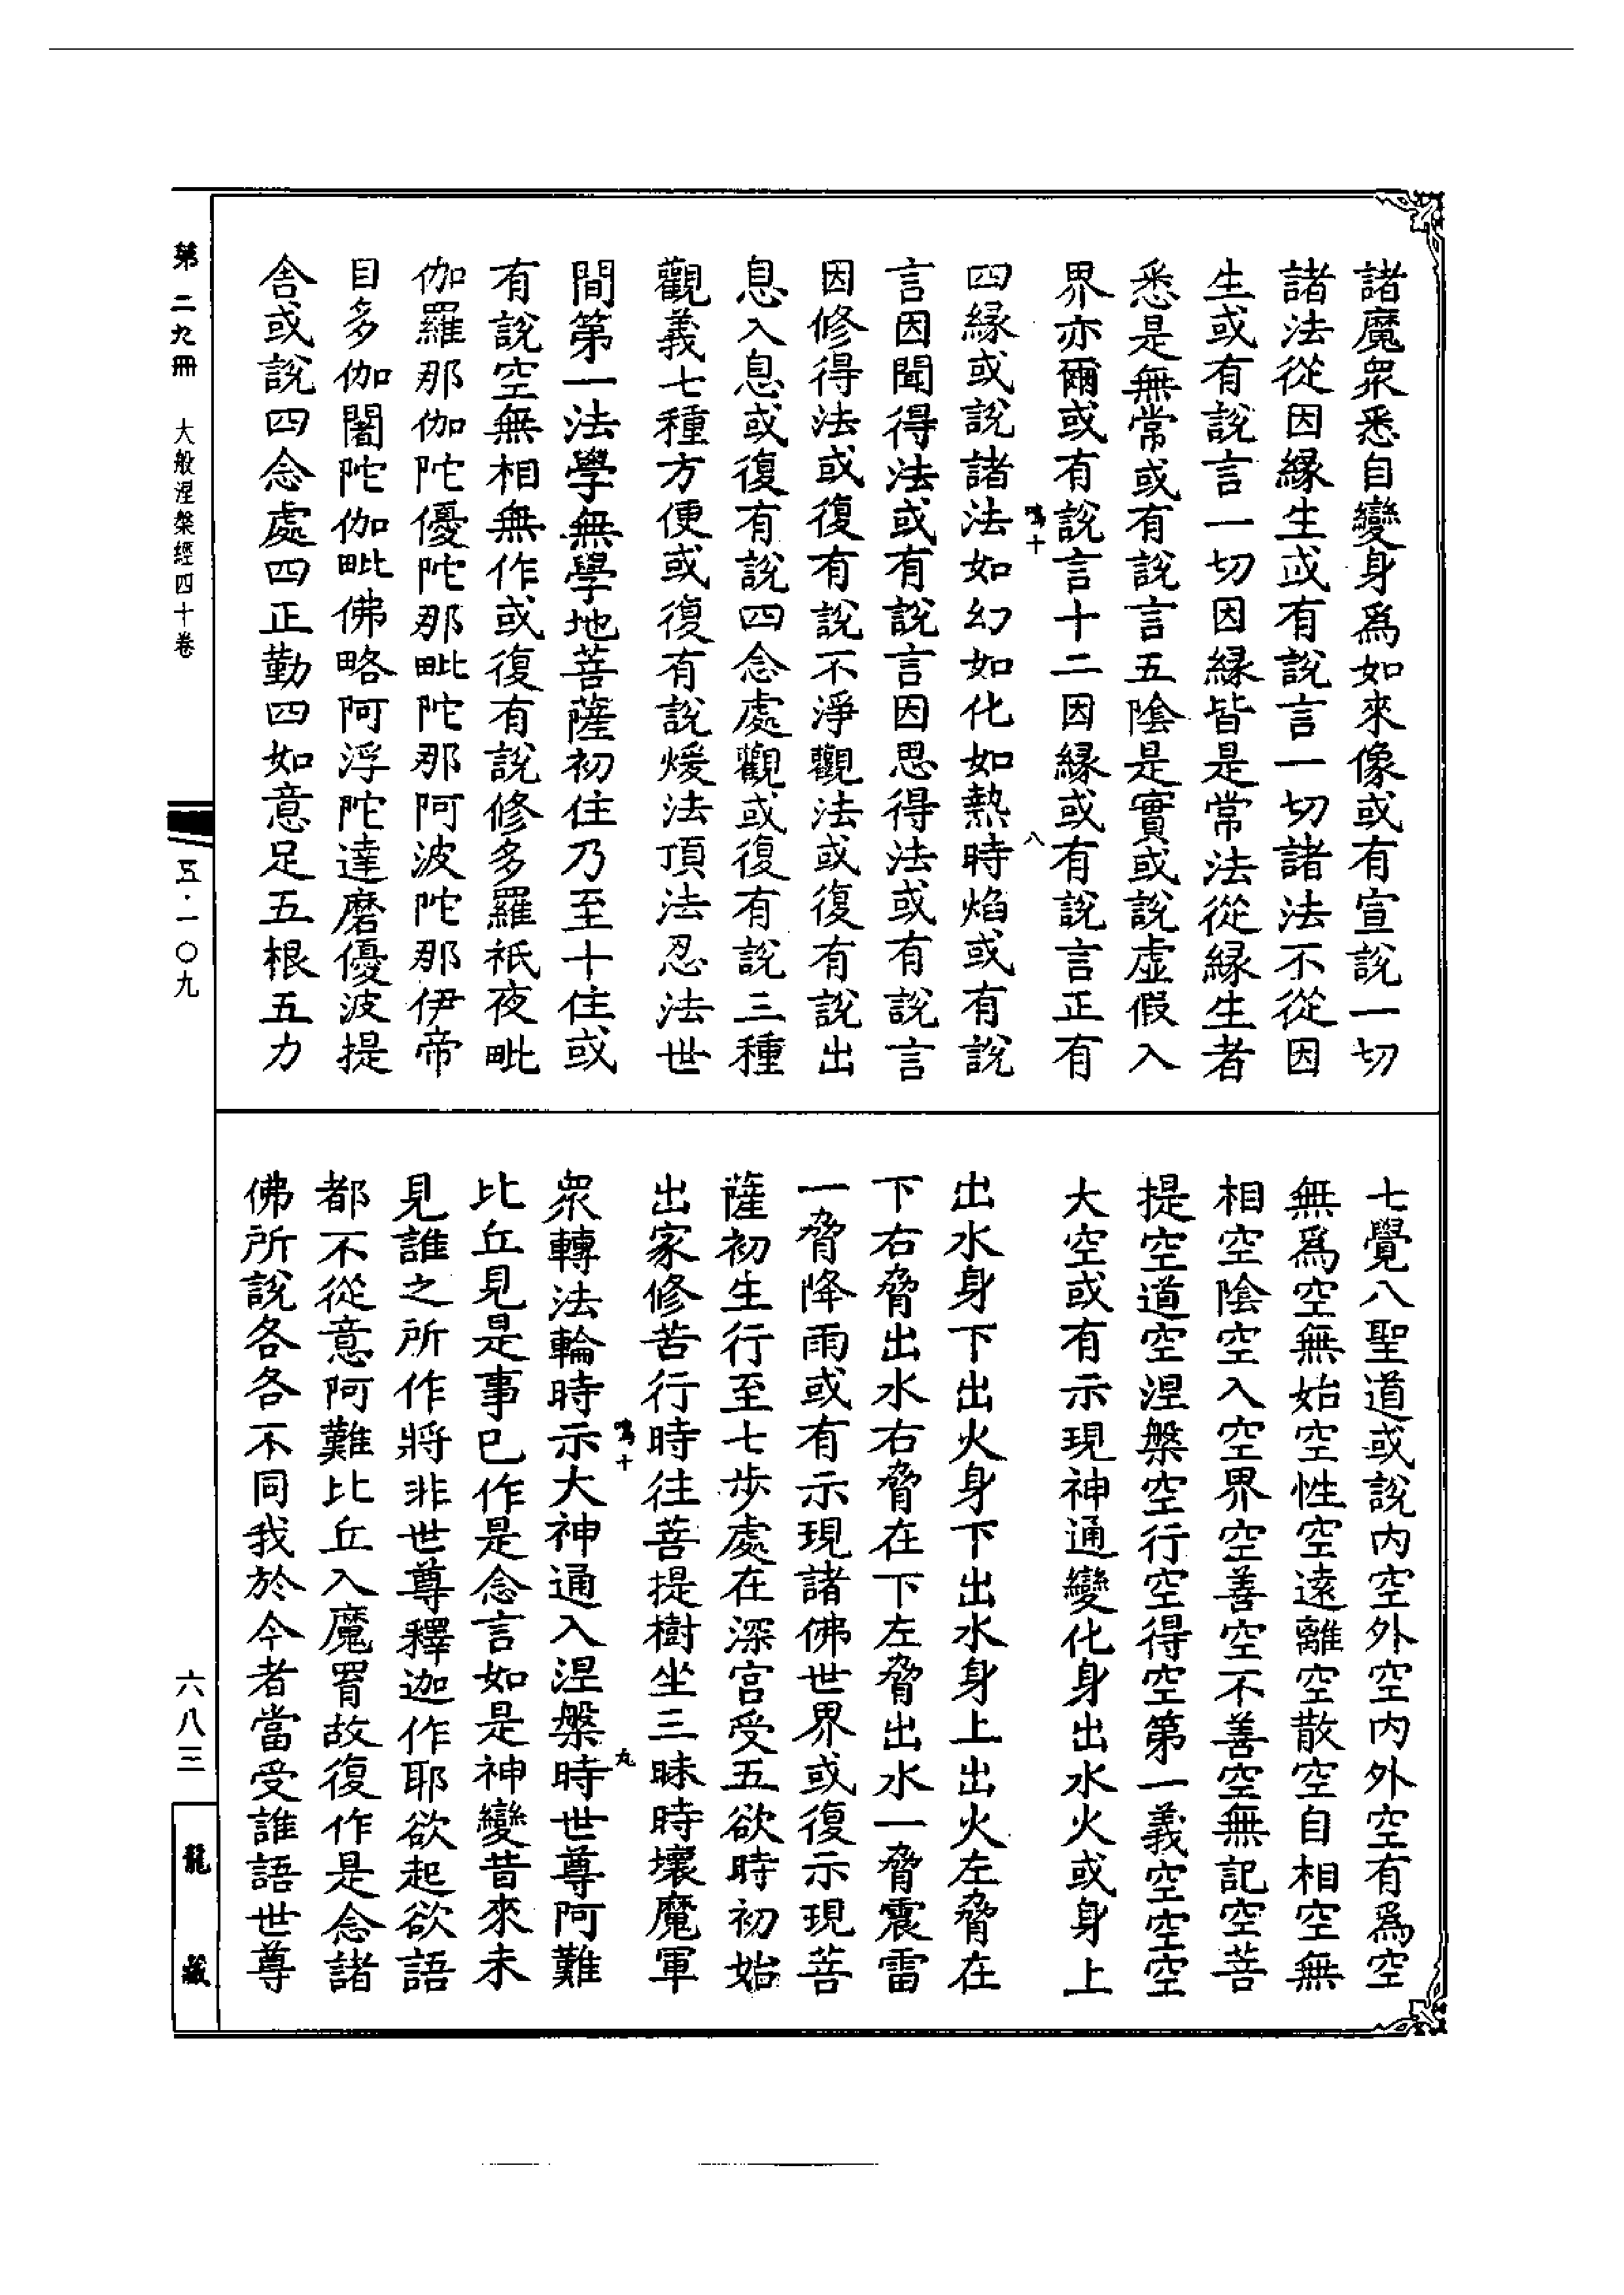 諸魔衆悉自變身爲如來像或有宣說一切
諸法從因緣生或有說言一切諸法不從因
生或有說言一切因緣皆是常法從緣生者
悉是無常或有說言五陰是實或說虛假入
界亦爾或有說言十二因緣或有說言正有
鳴十
八
四緣或說諸法如幻如化如熱時焰或有說
言因聞得法或有說言因思得法或有說言
因修得法或復有說不淨觀法或復有說出
息入息或復有說四念處觀或復有說三種
觀義七種方便或復有說煖法頂法忍法世
間第一法學無學地菩薩初住乃至十住或
有說空無相無作或復有說修多羅祇夜毗
伽羅那伽陀優陀那毗陀那阿波陀那伊帝
目多伽闍陀伽毗佛略阿浮陀達磨優波提
舍或說四念處四正勤四如意足五根五力
七覺八聖道或說內空外空內外空有爲空
無爲空無始空性空遠離空散空自相空無
相空陰空入空界空善空不善空無記空菩
提空道空涅槃空行空得空第一義空空空
大空或有示現神通變化身出水火或身上
出水身下出火身下出水身上出火左脅在
下右脅出水右脅在下左脅出水一脅震雷
一脅降雨或有示現諸佛世界或復示現菩
薩初生行至七步處在深宮受五欲時初始
出家修苦行時往菩提樹坐三昧時壞魔軍
鳴十
九
衆轉法輪時示大神通入涅槃時世尊阿難
比丘見是事已作是念言如是神變昔來未
見誰之所作將非世尊釋迦作耶欲起欲語
都不從意阿難比丘入魔罥故復作是念諸
佛所說各各不同我於今者當受誰語世尊
第二九冊 大般涅槃經四十卷
五·一〇九
六八三
龍藏